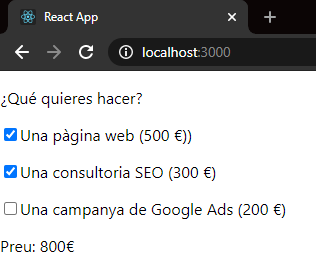 React App
localhost:3000
¿Qué quieres hacer?
Una pàgina web (500 €))
Una consultoria SEO (300 €)
Una campanya de Google Ads (200 €)
Preu: 800€